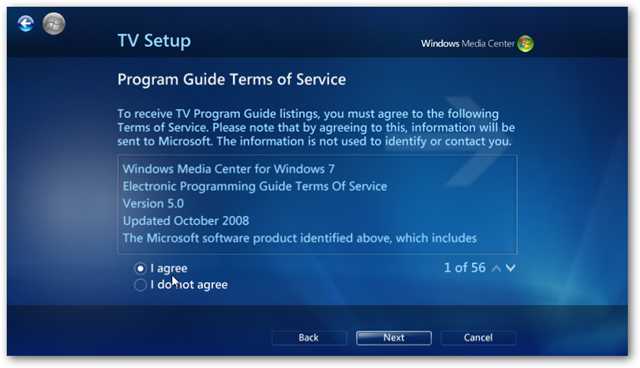 TV Setup
Windows Media Center
Program Guide Terms of Service
To receive TV Program Guide listings, you must agree to the following
Terms of Service. Please note that by agreeing to this, information will be
sent to Microsoft. The information is not used to identify or contact you.
Windows Media Center for Windows 7
Electronic Programming Guide Terms Of Service
Version 5.0
Updated October 2008
The Microsoft software product identified above, which includes
I agree
1 of 56
I do not agree
Back
Next
Cancel